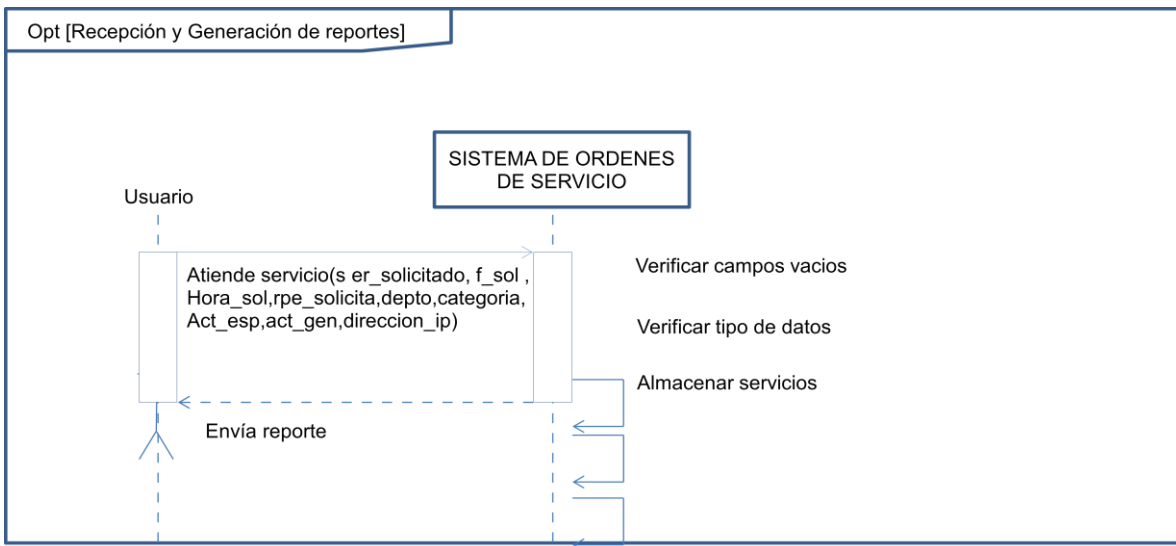 Opt [Recepción y Generación de reportes]
SISTEMA DE ORDENES
DE SERVICIO
Usuario
Atiende servicio(s er_solicitado, f_sol ,
Hora_sol,rpe_solicita,depto,categoria,
Act_esp,act_gen,direccion_ip)
Verificar campos vacios
Verificar tipo de datos
Almacenar servicios
Envía reporte